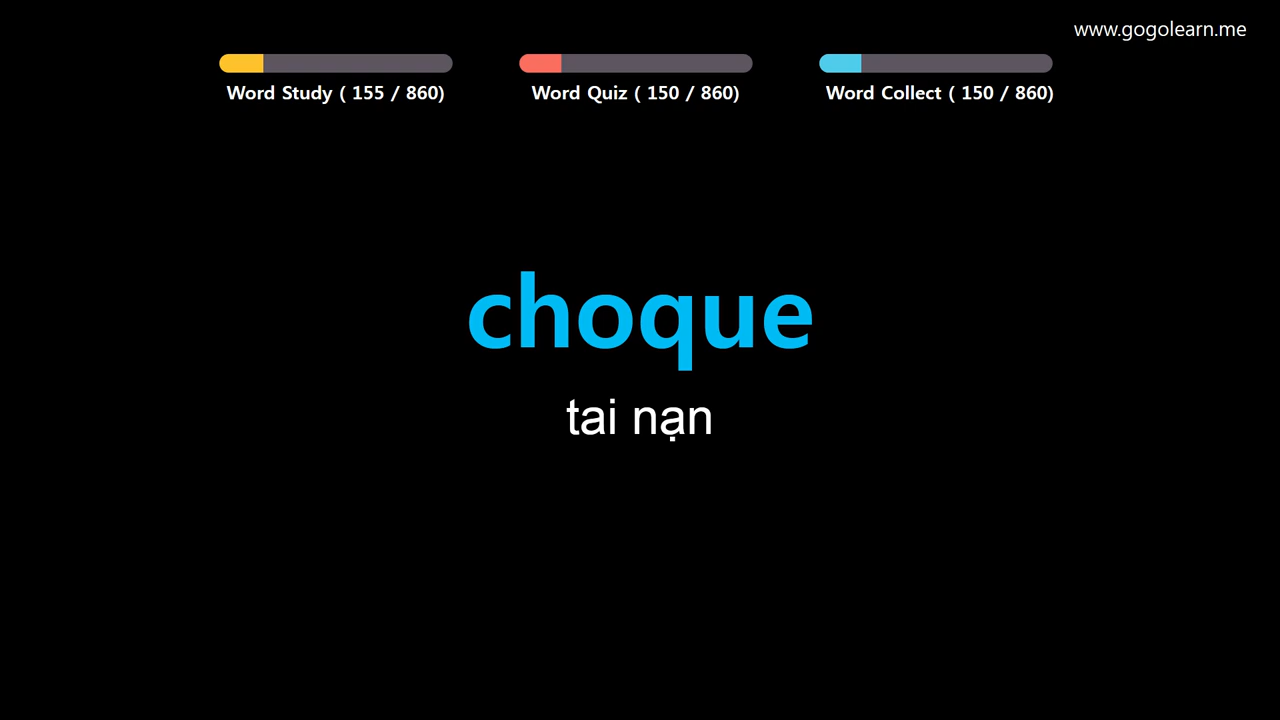 www.gogolearn.me
Word Study ( 155 / 860)
Word Quiz ( 150 / 860)
Word Collect ( 150 / 860)
choque
tai nạn